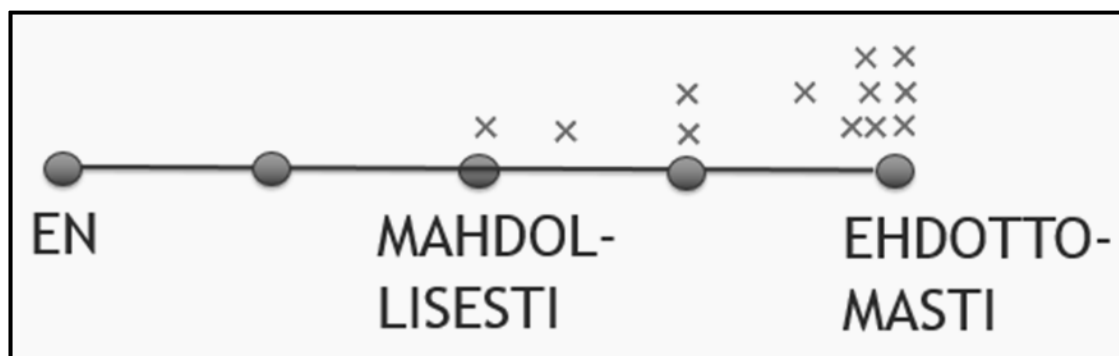 EN
MAHDOL-
LISESTI
EHDOTTO-
MASTI